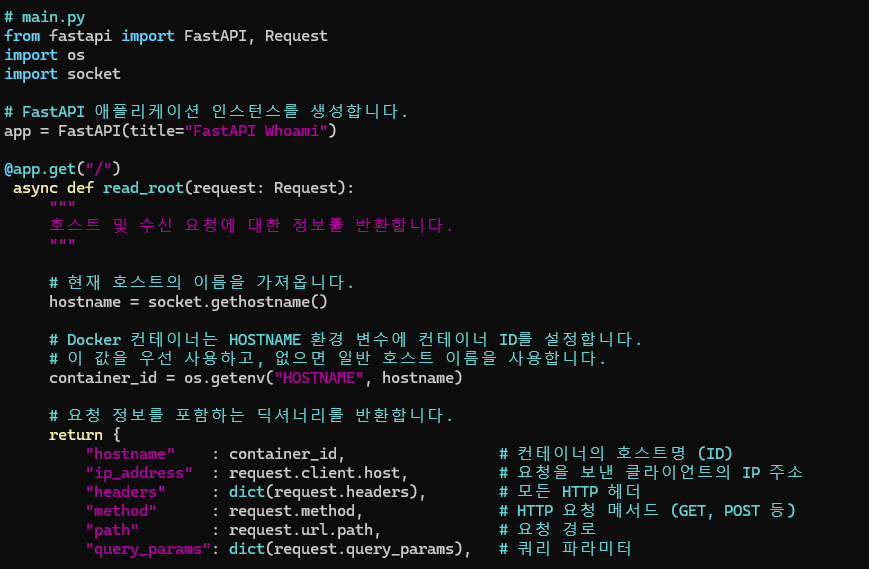 # main.py
from fastapi import FastAPI, Request
import os
import socket

# FastAPI 애플리케이션 인스턴스를 생성합니다.
app = FastAPI(title="FastAPI Whoami")

@app.get("/")
 async def read_root(request: Request):
     """
     호스트 및 수신 요청에 대한 정보를 반환합니다.
     """

     # 현재 호스트의 이름을 가져옵니다.
     hostname = socket.gethostname()

     # Docker 컨테이너는 HOSTNAME 환경 변수에 컨테이너 ID를 설정합니다.
     # 이 값을 우선 사용하고, 없으면 일반 호스트 이름을 사용합니다.
     container_id = os.getenv("HOSTNAME", hostname)

     # 요청 정보를 포함하는 딕셔너리를 반환합니다.
     return {
         "hostname"    : container_id,                 # 컨테이너의 호스트명 (ID)
         "ip_address"  : request.client.host,          # 요청을 보낸 클라이언트의 IP 주소
         "headers"     : dict(request.headers),        # 모든 HTTP 헤더
         "method"      : request.method,               # HTTP 요청 메서드 (GET, POST 등)
         "path"        : request.url.path,             # 요청 경로
         "query_params": dict(request.query_params),   # 쿼리 파라미터